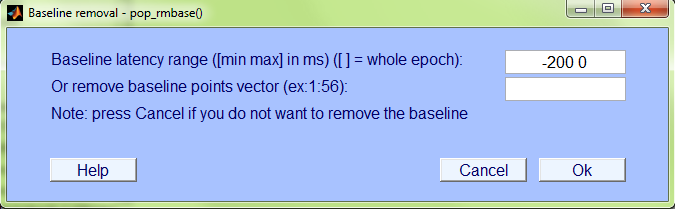 Baseline removal - pop_rmbase()
Baseline latency range ([min max] in ms) ([ ] = whole epoch): -200 0
Or remove baseline points vector (ex:1:56):
Note: press Cancel if you do not want to remove the baseline
Help Cancel Ok